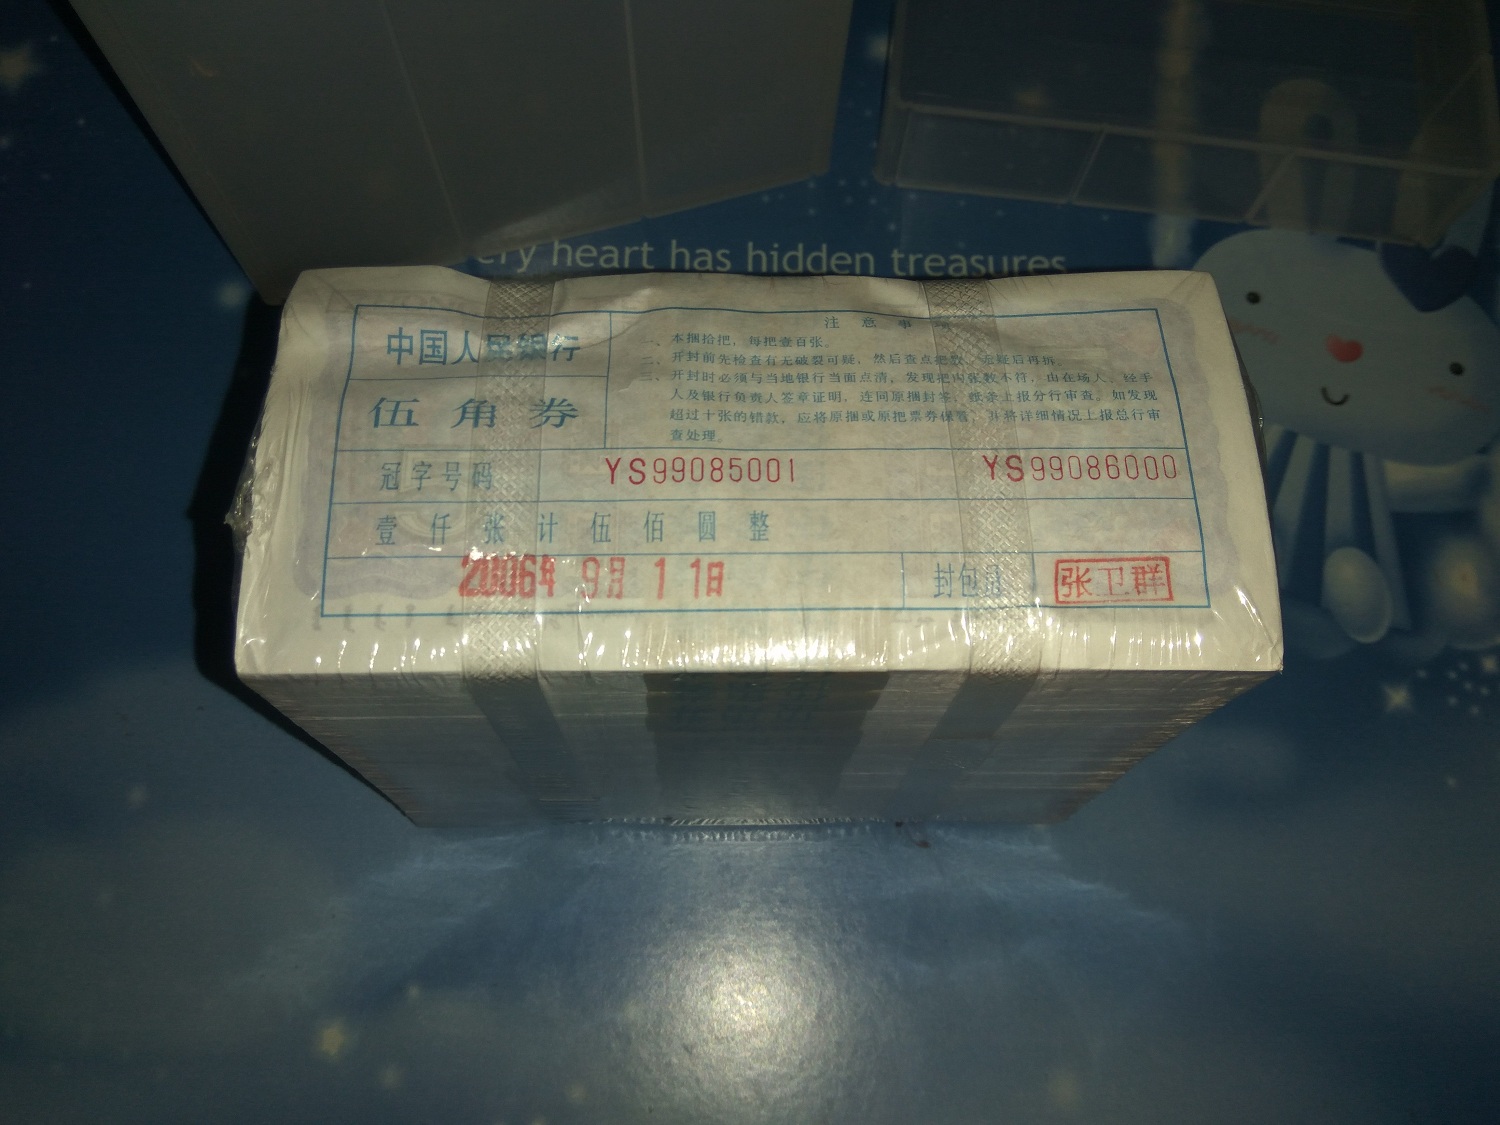 ery heart has hidden treasures
中国人民银行
伍角券
注意事
一、本捆拾把，每把壹百张。
二、开封前先检查有无破裂可疑，然后查点把数，无疑后再拆。
三、开封时必须与当地银行当面点清，发现把内张数不符，由在场人、经手
人及银行负责人签章证明，连同原捆封签、腰条上报分行审查。如发现
超过十张的错款，应将原捆或原把票券保管，并将详细情况上报总行审
查处理。
冠字号码 YS99085001 YS99086000
壹仟张计伍佰圆整
2006年9月11日 封包员 张卫群